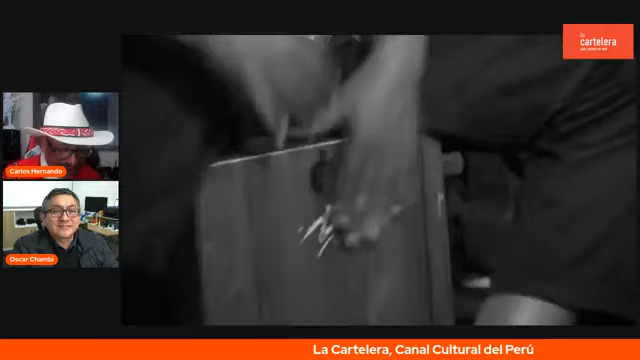 la
cartelera
Carlos Hernando
Oscar Chambi
La Cartelera, Canal Cultural del Perú